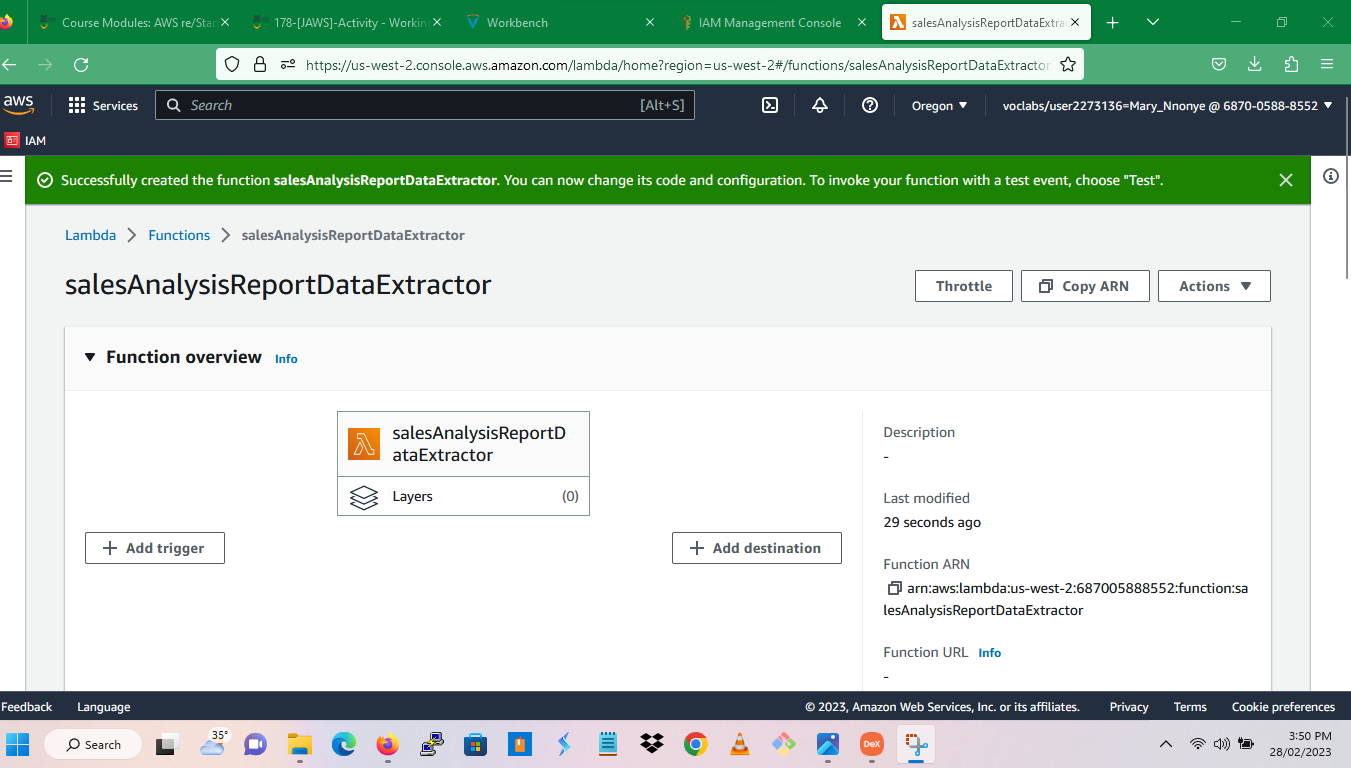 Course Modules: AWS re/Star
178-[JAWS]-Activity - Workin
Workbench
IAM Management Console
salesAnalysisReportDataExtra
https://us-west-2.console.aws.amazon.com/lambda/home?region=us-west-2#/functions/salesAnalysisReportDataExtractor
aws
Services
Search
[Alt+S]
Oregon
voclabs/user2273136=Mary_Nnonye @ 6870-0588-8552
IAM
Successfully created the function salesAnalysisReportDataExtractor. You can now change its code and configuration. To invoke your function with a test event, choose "Test".
Lambda > Functions > salesAnalysisReportDataExtractor
salesAnalysisReportDataExtractor
Throttle
Copy ARN
Actions
Function overview Info
salesAnalysisReportD
ataExtractor
Layers (0)
Add trigger
Add destination
Description
-
Last modified
29 seconds ago
Function ARN
arn:aws:lambda:us-west-2:687005888552:function:sa
lesAnalysisReportDataExtractor
Function URL Info
-
Feedback
Language
© 2023, Amazon Web Services, Inc. or its affiliates.
Privacy
Terms
Cookie preferences
Search
35°
DeX
3:50 PM
28/02/2023